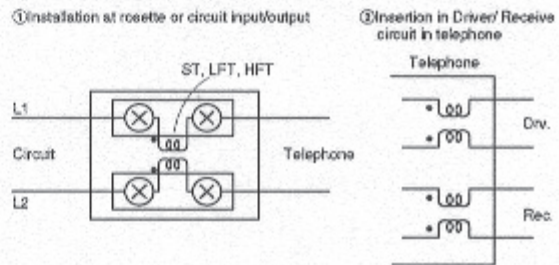 ①Installation at rosette or circuit input/output
②Insertion in Driver/ Receive
circuit in telephone
Telephone
ST, LFT, HFT
L1
Circuit
Telephone
L2
Drv.
Rec.